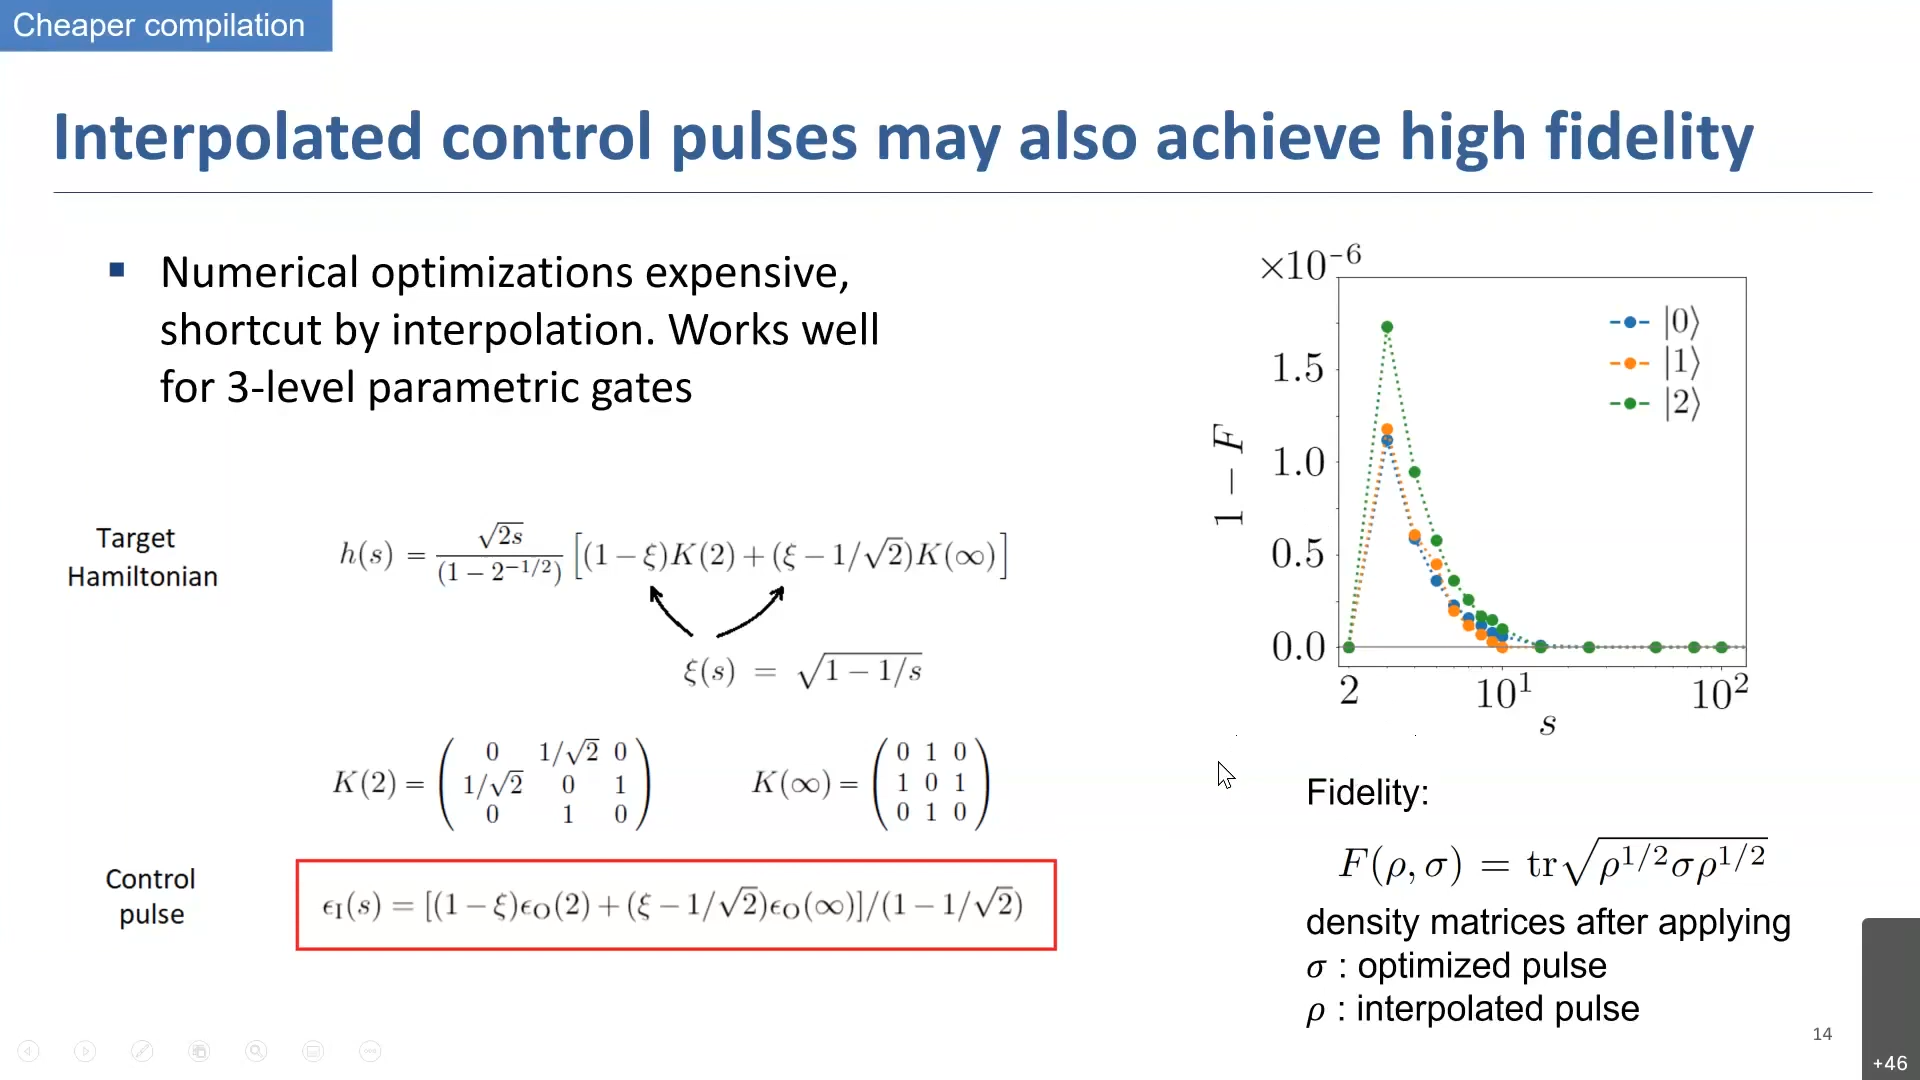 Cheaper compilation
Interpolated control pulses may also achieve high fidelity
▪ Numerical optimizations expensive,
shortcut by interpolation. Works well
for 3-level parametric gates
Target
Hamiltonian
h(s) = √2s / (1 − 2^{−1/2}) [(1 − ξ)K(2) + (ξ − 1/√2)K(∞)]
ξ(s) = √(1 − 1/s)
K(2) = ( 0 1/√2 0
1/√2 0 1
0 1 0 )
K(∞) = ( 0 1 0
1 0 1
0 1 0 )
Control
pulse
ϵ_I(s) = [(1 − ξ)ϵ_O(2) + (ξ − 1/√2)ϵ_O(∞)]/(1 − 1/√2)
×10⁻⁶
1.5
1.0
0.5
0.0
1 − F
|0⟩
|1⟩
|2⟩
2 10¹ 10²
s
Fidelity:
F(ρ, σ) = tr√(ρ^{1/2}σρ^{1/2})
density matrices after applying
σ : optimized pulse
ρ : interpolated pulse
14
+46